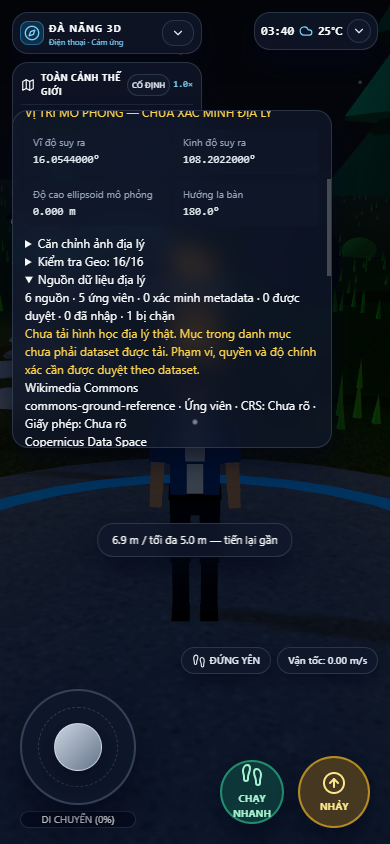 ĐÀ NẴNG 3D
Điện thoại · Cảm ứng
03:40 25°C
TOÀN CẢNH THẾ GIỚI
CỐ ĐỊNH 1.0×
VỊ TRÍ MÔ PHỎNG — CHƯA XÁC MINH ĐỊA LÝ
Vĩ độ suy ra
16.0544000°
Kinh độ suy ra
108.2022000°
Độ cao ellipsoid mô phỏng
0.000 m
Hướng la bàn
180.0°
▶ Căn chỉnh ảnh địa lý
▶ Kiểm tra Geo: 16/16
▼ Nguồn dữ liệu địa lý
6 nguồn · 5 ứng viên · 0 xác minh metadata · 0 được
duyệt · 0 đã nhập · 1 bị chặn
Chưa tải hình học địa lý thật. Mục trong danh mục
chưa phải dataset được tải. Phạm vi, quyền và độ chính
xác cần được duyệt theo dataset.
Wikimedia Commons
commons-ground-reference · Ứng viên · CRS: Chưa rõ ·
Giấy phép: Chưa rõ
Copernicus Data Space
6.9 m / tối đa 5.0 m — tiến lại gần
ĐỨNG YÊN
Vận tốc: 0.00 m/s
DI CHUYỂN (0%)
CHẠY
NHANH
NHẢY